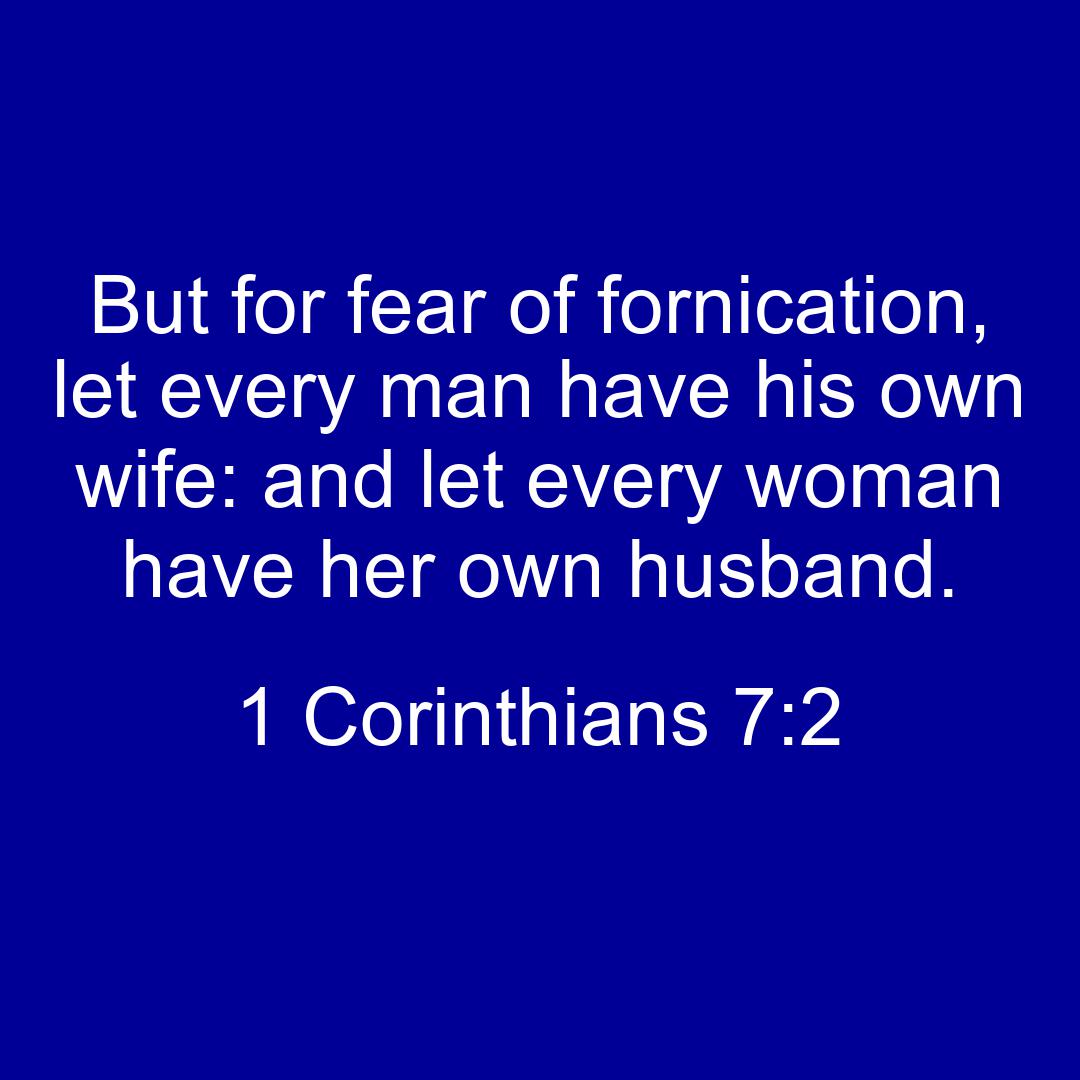 But for fear of fornication,
let every man have his own
wife: and let every woman
have her own husband.
1 Corinthians 7:2